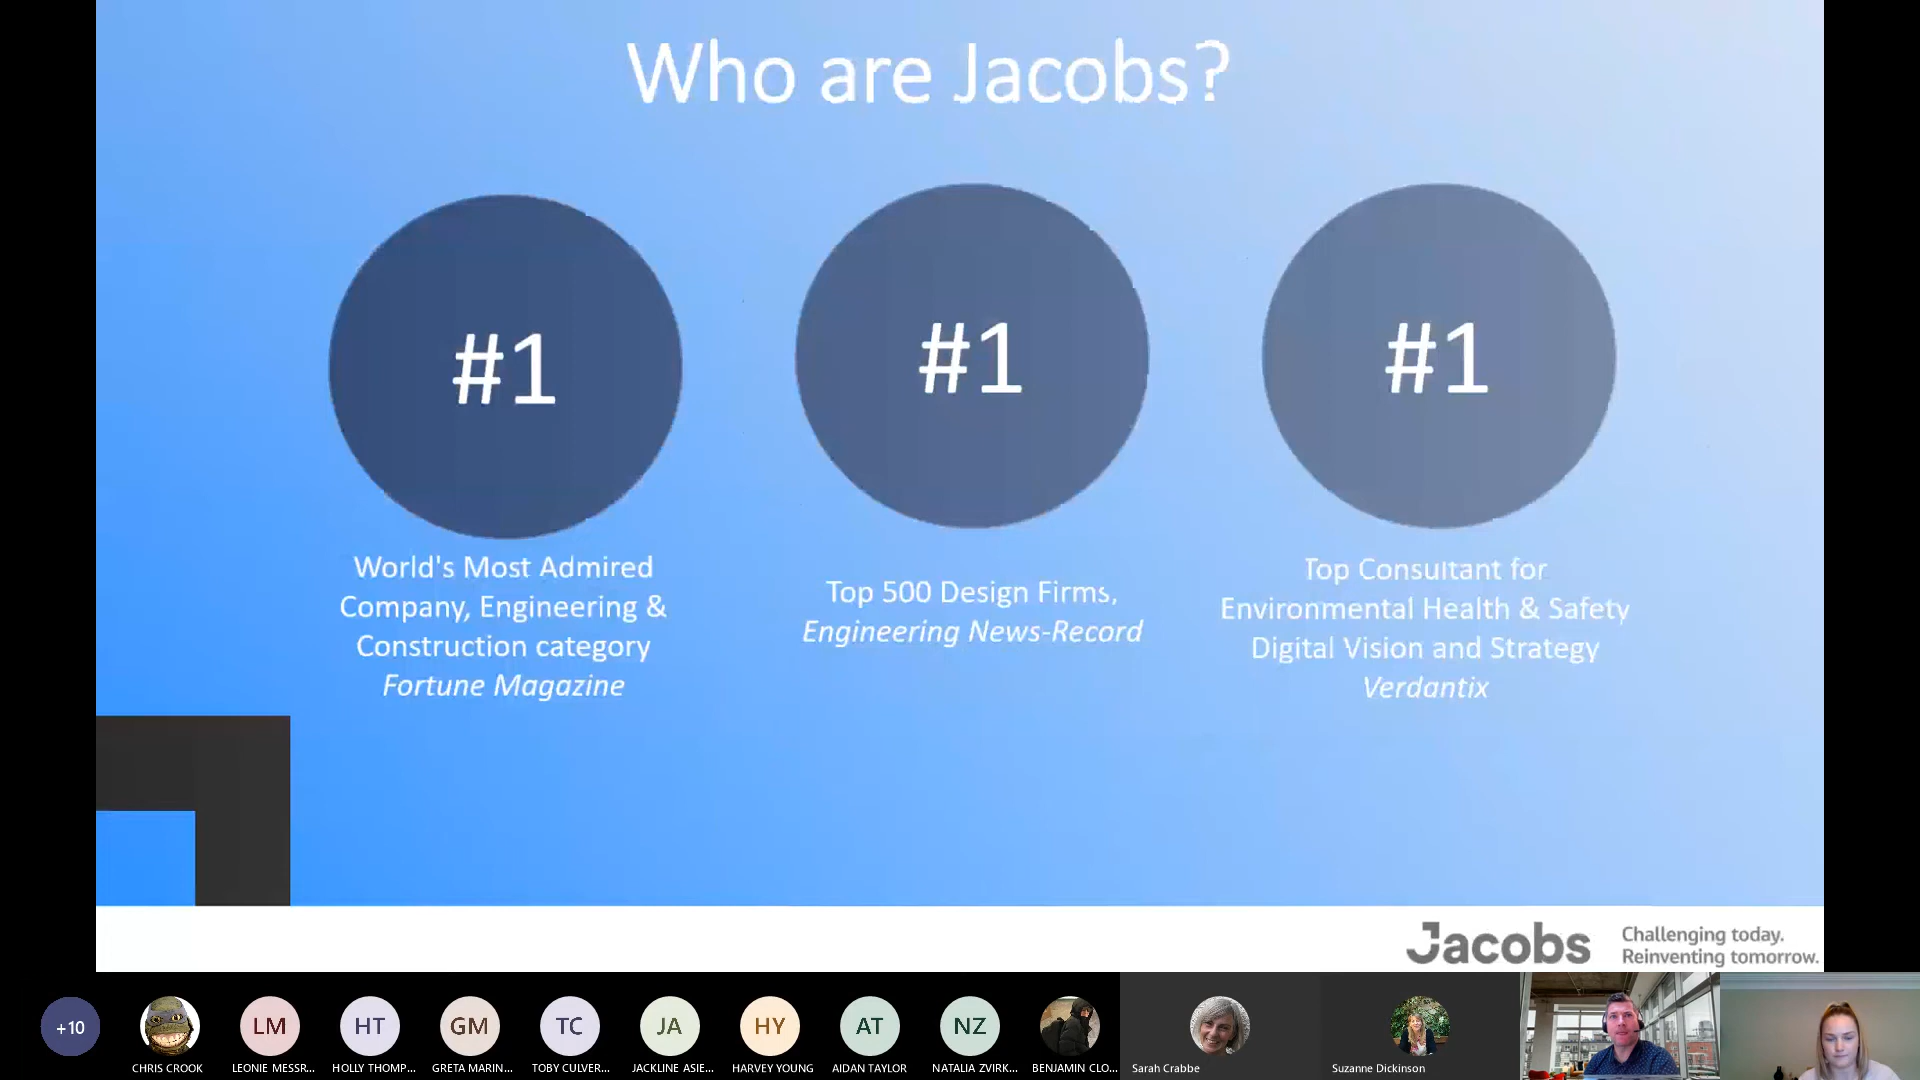 Who are Jacobs?
#1
#1
#1
World's Most Admired
Company, Engineering &
Construction category
Fortune Magazine
Top 500 Design Firms,
Engineering News-Record
Top Consultant for
Environmental Health & Safety
Digital Vision and Strategy
Verdantix
Jacobs
Challenging today.
Reinventing tomorrow.
+10
LM
HT
GM
TC
JA
HY
AT
NZ
CHRIS CROOK
LEONIE MESSR...
HOLLY THOMP...
GRETA MARIN...
TOBY CULVER...
JACKLINE ASIE...
HARVEY YOUNG
AIDAN TAYLOR
NATALIA ZVIRK...
BENJAMIN CLO...
Sarah Crabbe
Suzanne Dickinson